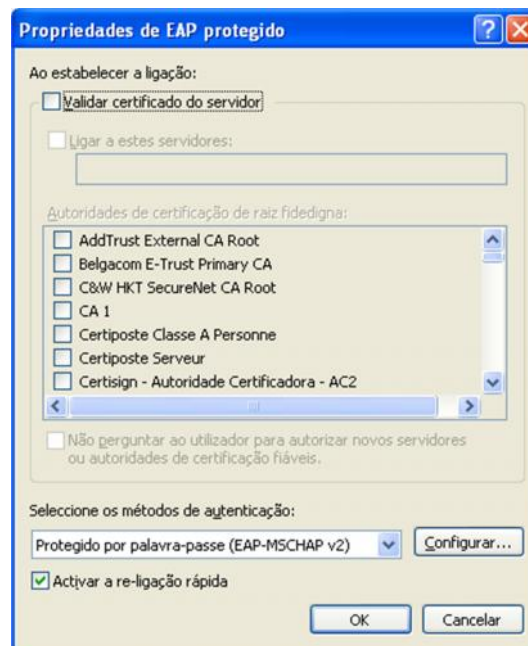 Propriedades de EAP protegido
Ao estabelecer a ligação:
Validar certificado do servidor
Ligar a estes servidores:
Autoridades de certificação de raiz fidedigna:
AddTrust External CA Root
Belgacom E-Trust Primary CA
C&W HKT SecureNet CA Root
CA 1
Certiposte Classe A Personne
Certiposte Serveur
Certisign - Autoridade Certificadora - AC2
Não perguntar ao utilizador para autorizar novos servidores
ou autoridades de certificação fiáveis.
Seleccione os métodos de autenticação:
Protegido por palavra-passe (EAP-MSCHAP v2) Configurar...
Activar a re-ligação rápida
OK Cancelar